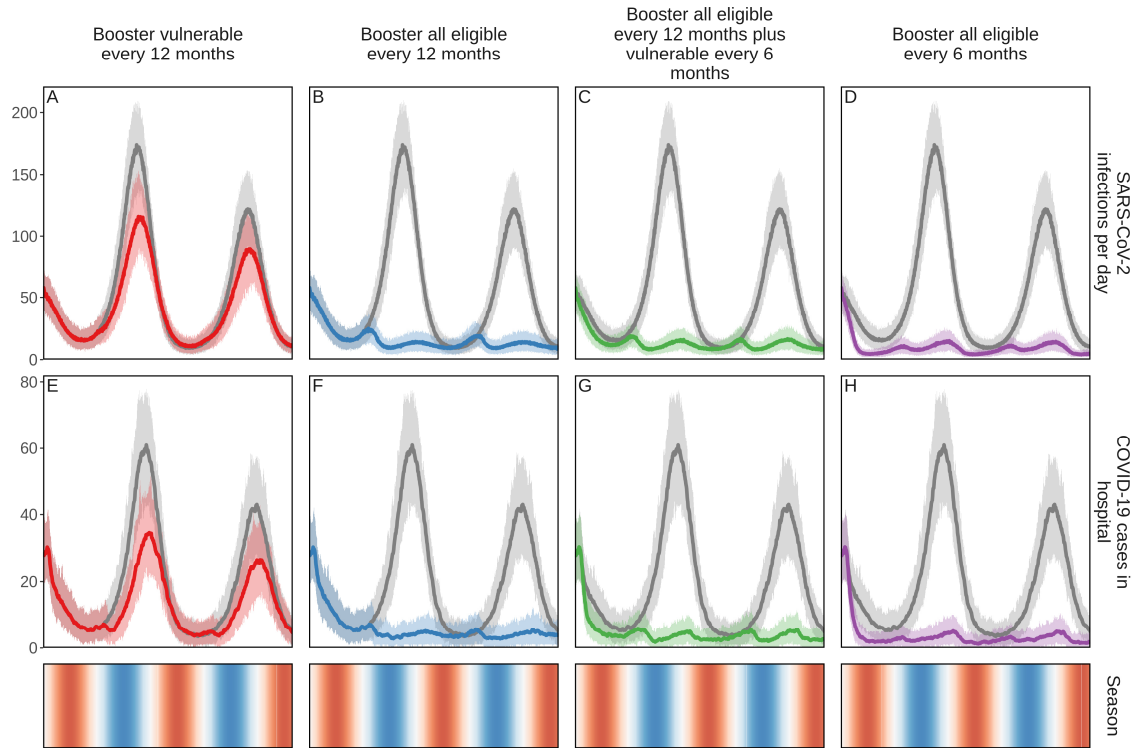 Booster vulnerable
every 12 months
Booster all eligible
every 12 months
Booster all eligible
every 12 months plus
vulnerable every 6
months
Booster all eligible
every 6 months
A
B
C
D
200
150
100
50
0
SARS-CoV-2
infections per day
E
F
G
H
80
60
40
20
0
COVID-19 cases in
hospital
Season